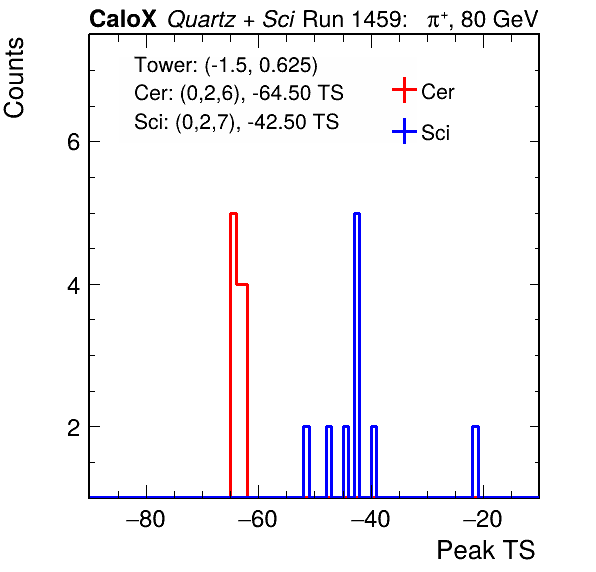 CaloX Quartz + Sci Run 1459: π⁺, 80 GeV
Counts
Tower: (-1.5, 0.625)
Cer: (0,2,6), -64.50 TS
Sci: (0,2,7), -42.50 TS
Cer
Sci
6
4
2
−80
−60
−40
−20
Peak TS